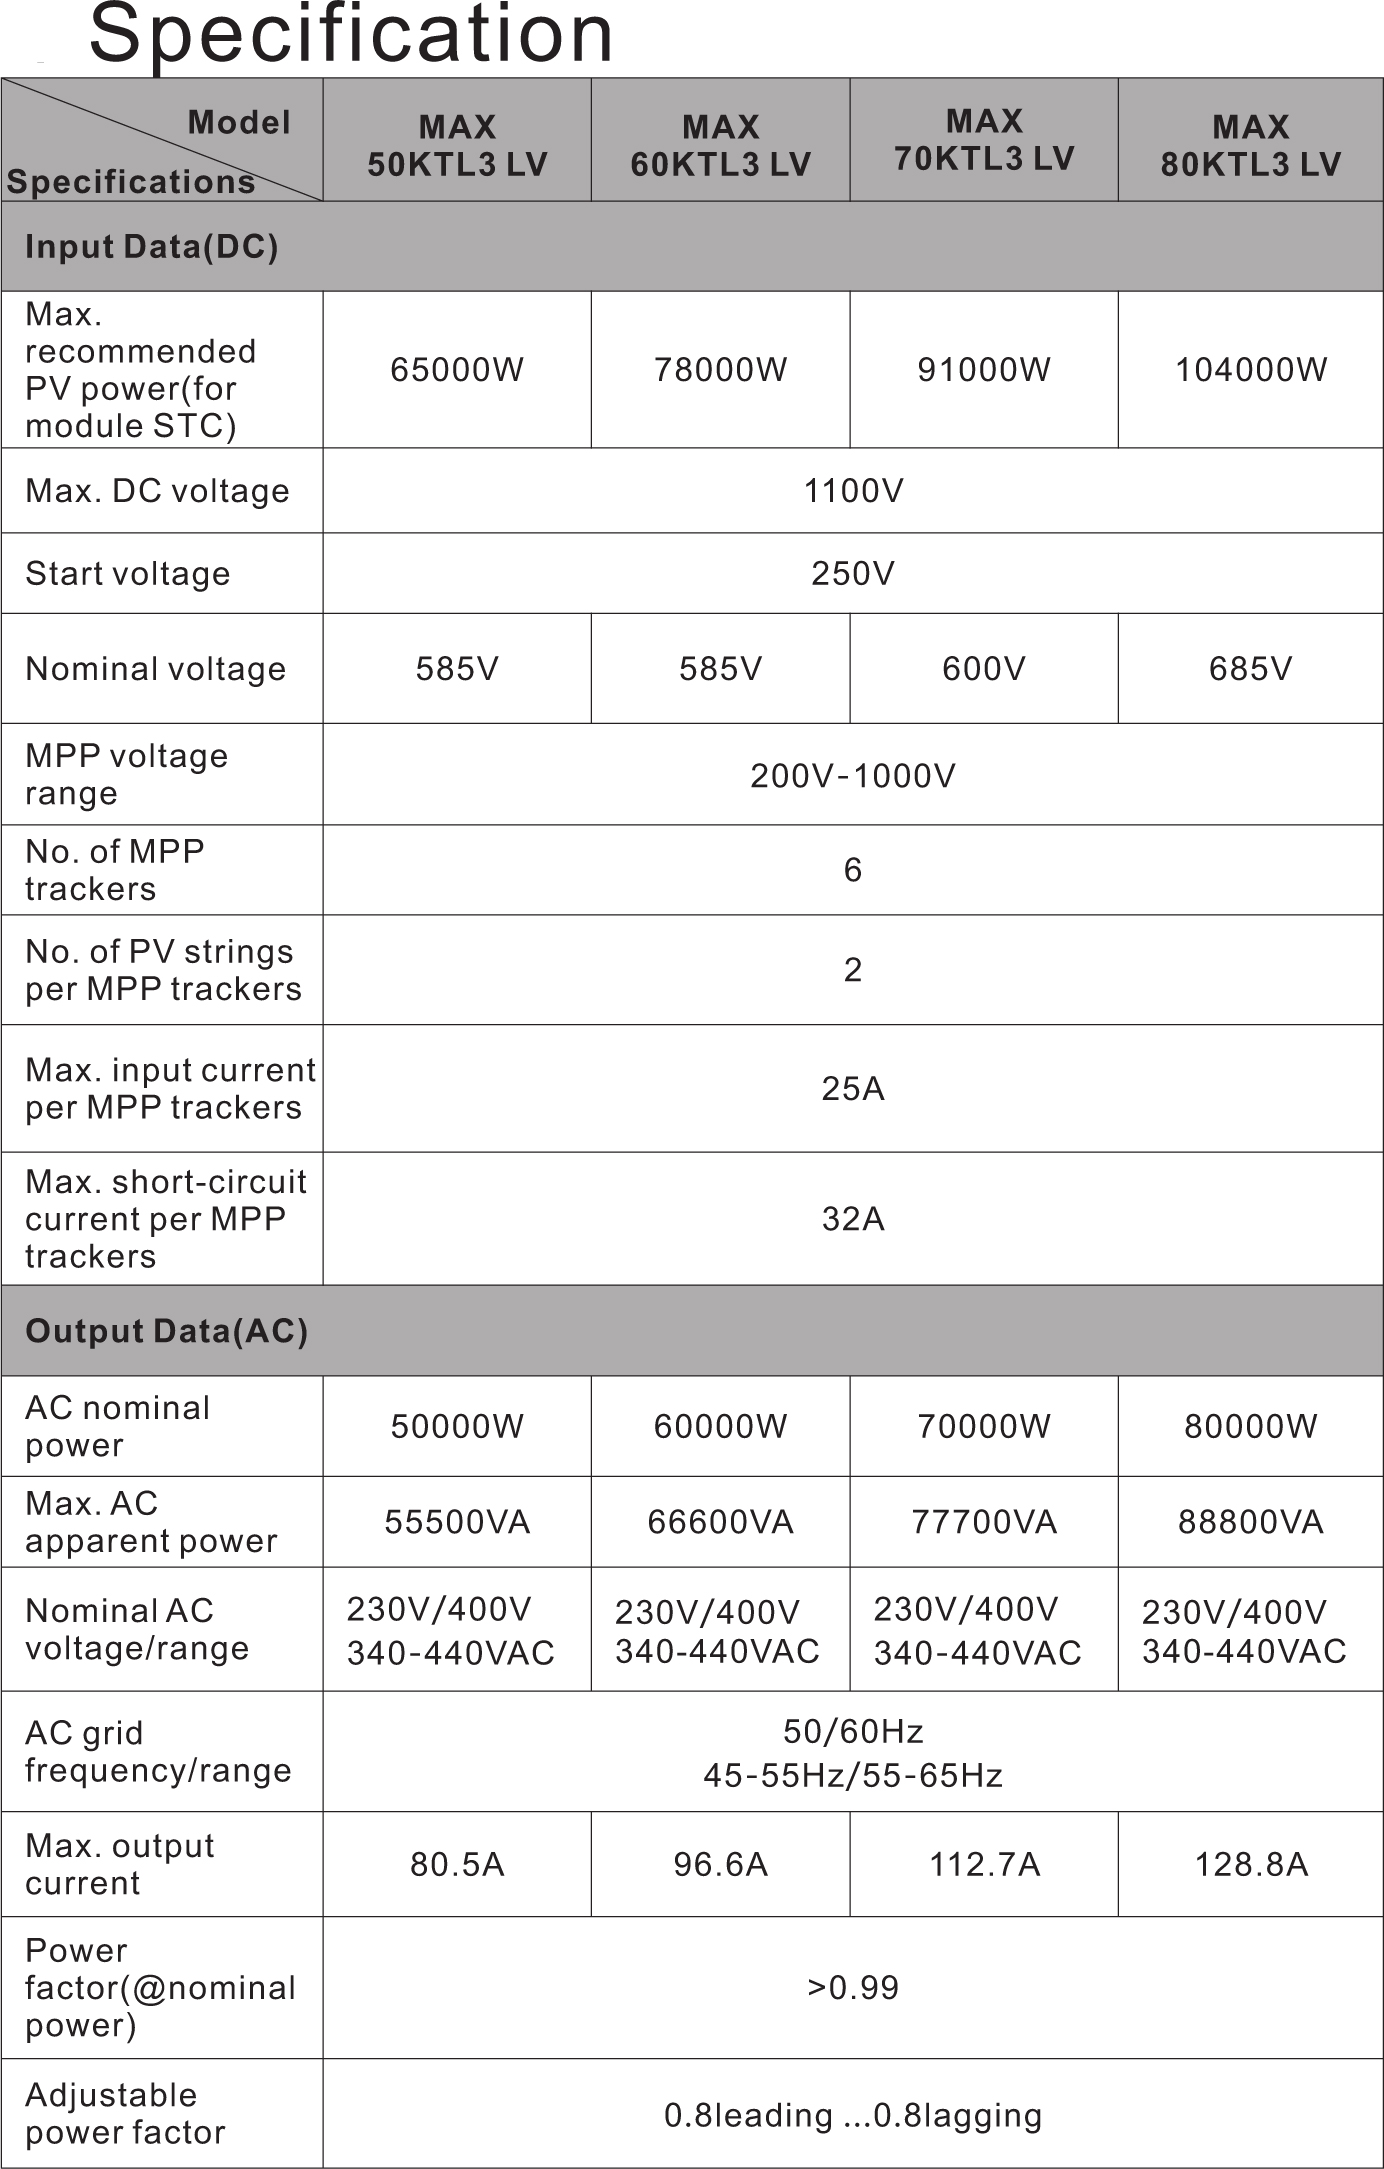 Specification
Model
Specifications
MAX
50KTL3 LV
MAX
60KTL3 LV
MAX
70KTL3 LV
MAX
80KTL3 LV
Input Data(DC)
Max.
recommended
PV power(for
module STC)
65000W
78000W
91000W
104000W
Max. DC voltage
1100V
Start voltage
250V
Nominal voltage
585V
585V
600V
685V
MPP voltage
range
200V-1000V
No. of MPP
trackers
6
No. of PV strings
per MPP trackers
2
Max. input current
per MPP trackers
25A
Max. short-circuit
current per MPP
trackers
32A
Output Data(AC)
AC nominal
power
50000W
60000W
70000W
80000W
Max. AC
apparent power
55500VA
66600VA
77700VA
88800VA
Nominal AC
voltage/range
230V/400V
340-440VAC
230V/400V
340-440VAC
230V/400V
340-440VAC
230V/400V
340-440VAC
AC grid
frequency/range
50/60Hz
45-55Hz/55-65Hz
Max. output
current
80.5A
96.6A
112.7A
128.8A
Power
factor(@nominal
power)
>0.99
Adjustable
power factor
0.8leading ...0.8lagging